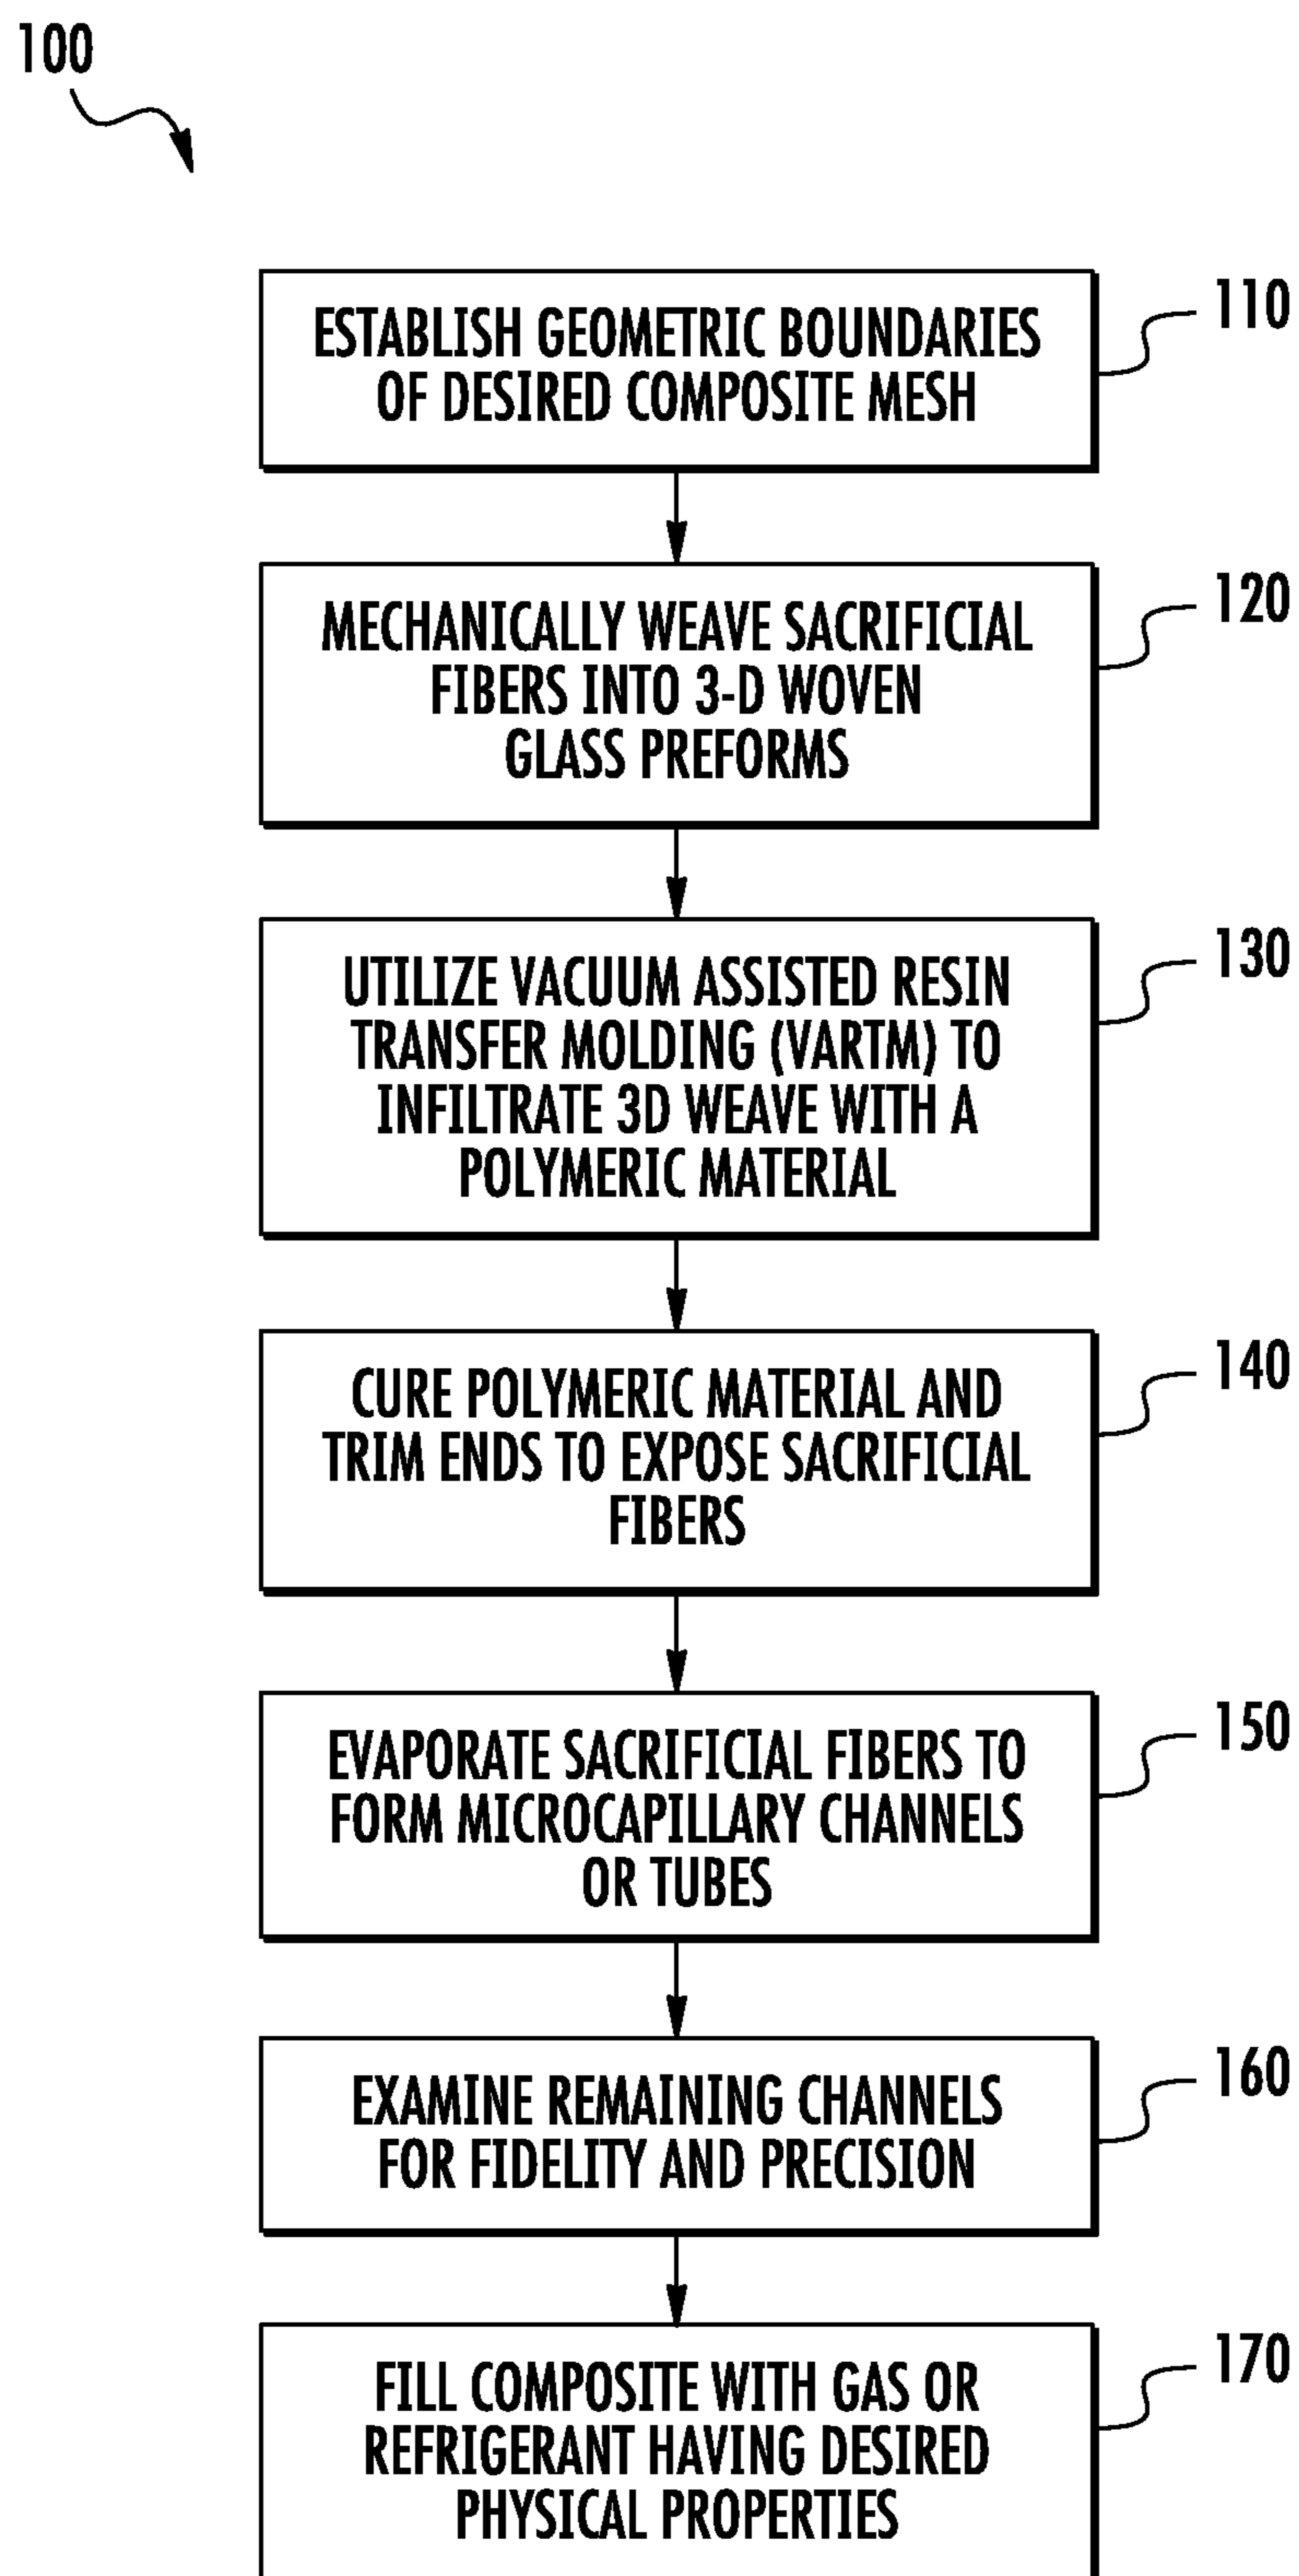 100
ESTABLISH GEOMETRIC BOUNDARIES
OF DESIRED COMPOSITE MESH
110
MECHANICALLY WEAVE SACRIFICIAL
FIBERS INTO 3-D WOVEN
GLASS PREFORMS
120
UTILIZE VACUUM ASSISTED RESIN
TRANSFER MOLDING (VARTM) TO
INFILTRATE 3D WEAVE WITH A
POLYMERIC MATERIAL
130
CURE POLYMERIC MATERIAL AND
TRIM ENDS TO EXPOSE SACRIFICIAL
FIBERS
140
EVAPORATE SACRIFICIAL FIBERS TO
FORM MICROCAPILLARY CHANNELS
OR TUBES
150
EXAMINE REMAINING CHANNELS
FOR FIDELITY AND PRECISION
160
FILL COMPOSITE WITH GAS OR
REFRIGERANT HAVING DESIRED
PHYSICAL PROPERTIES
170